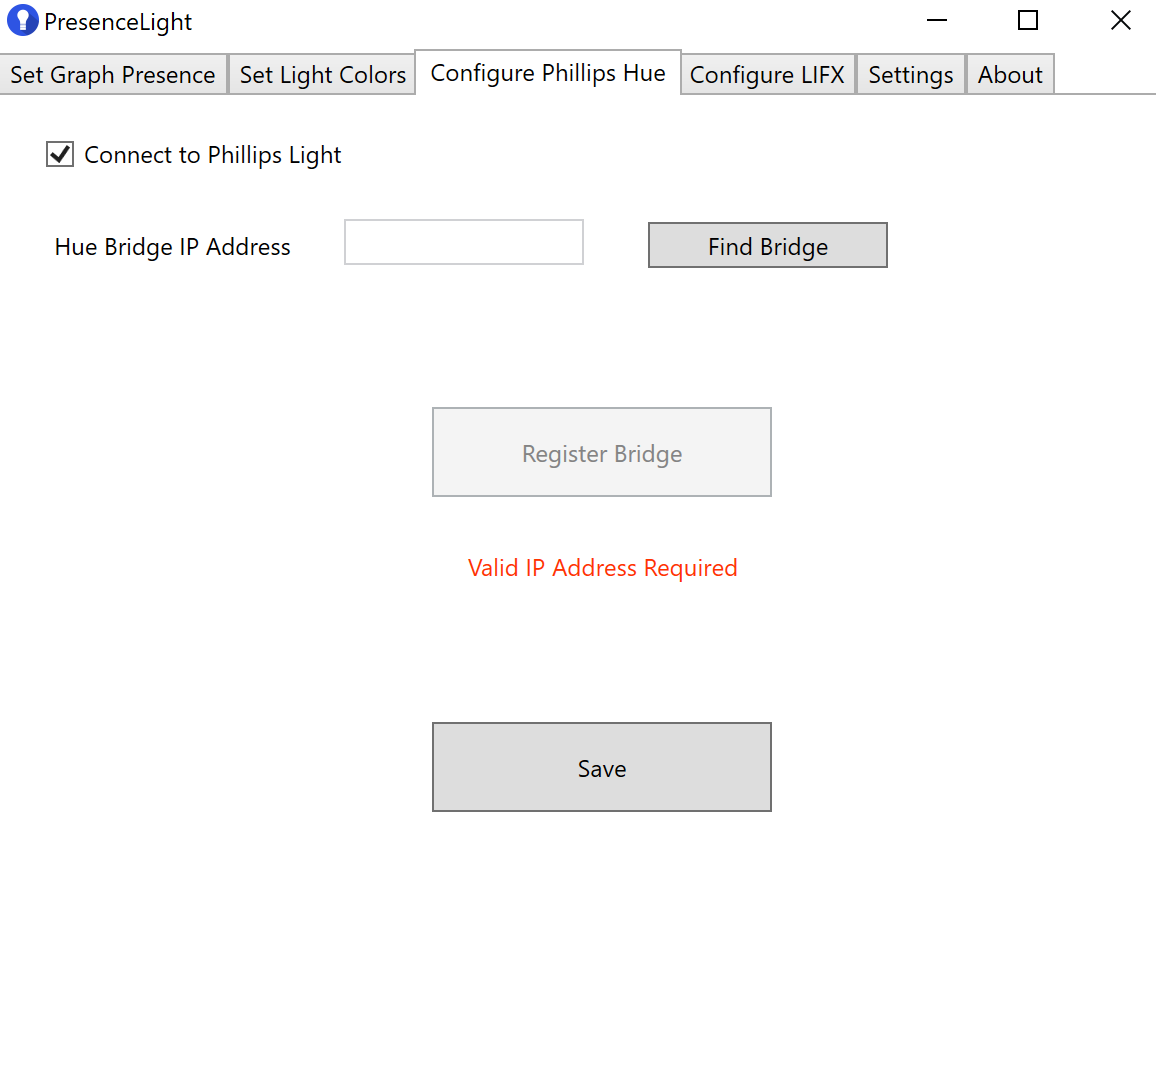 PresenceLight
Set Graph Presence
Set Light Colors
Configure Phillips Hue
Configure LIFX
Settings
About
Connect to Phillips Light
Hue Bridge IP Address
Find Bridge
Register Bridge
Valid IP Address Required
Save